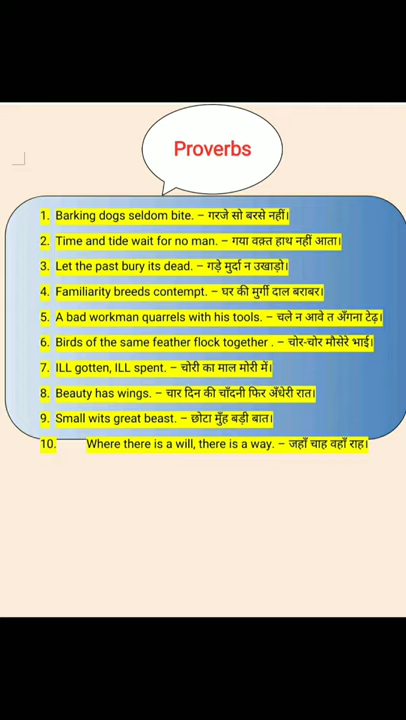 Proverbs
1. Barking dogs seldom bite. – गरजे सो बरसे नहीं।
2. Time and tide wait for no man. – गया वक़्त हाथ नहीं आता।
3. Let the past bury its dead. – गड़े मुर्दा न उखाड़ो।
4. Familiarity breeds contempt. – घर की मुर्गी दाल बराबर।
5. A bad workman quarrels with his tools. – चले न आवे त अँगना टेढ़।
6. Birds of the same feather flock together . – चोर-चोर मौसेरे भाई।
7. ILL gotten, ILL spent. – चोरी का माल मोरी में।
8. Beauty has wings. – चार दिन की चाँदनी फिर अँधेरी रात।
9. Small wits great beast. – छोटा मुँह बड़ी बात।
10. Where there is a will, there is a way. – जहाँ चाह वहाँ राह।